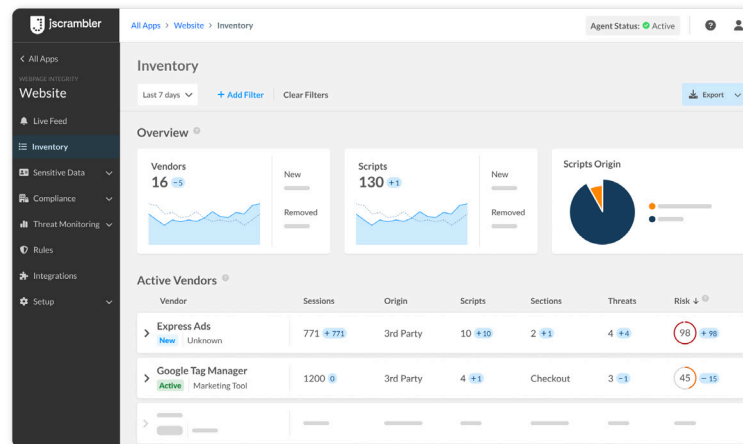 jscrambler
All Apps > Website > Inventory
Agent Status: Active
< All Apps
WEBPAGE INTEGRITY
Website
Live Feed
Inventory
Sensitive Data
Compliance
Threat Monitoring
Rules
Integrations
Setup
Inventory
Last 7 days
+ Add Filter
Clear Filters
Export
Overview
Vendors
16 -5
New
Removed
Scripts
130 +1
New
Removed
Scripts Origin
Active Vendors
Vendor Sessions Origin Scripts Sections Threats Risk ↓
Express Ads
New Unknown
771 + 771 3rd Party 10 + 10 2 + 1 4 + 4 98 + 98
Google Tag Manager
Active Marketing Tool
1200 0 3rd Party 4 + 1 Checkout 3 - 1 45 - 15